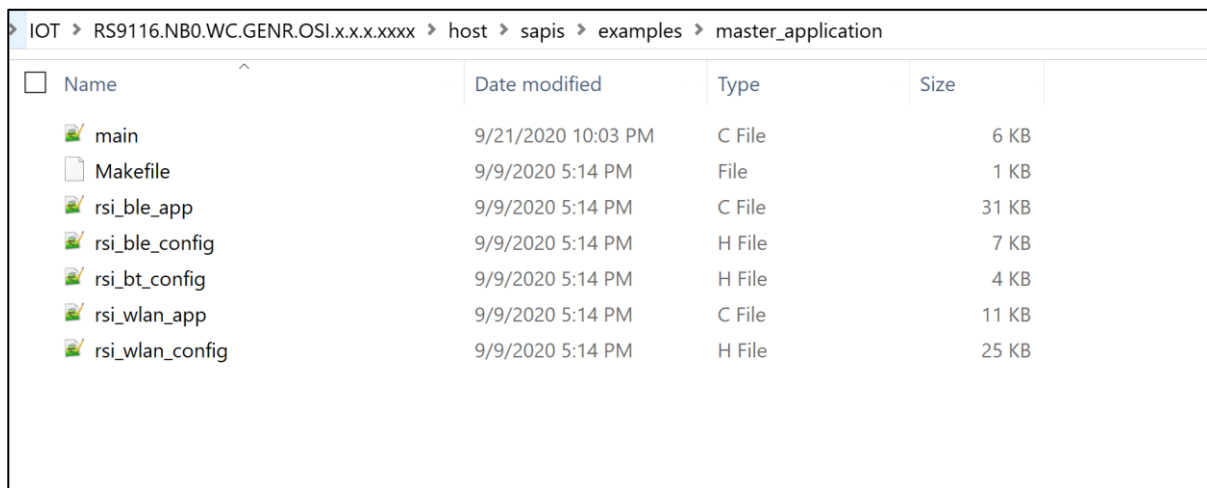 IOT > RS9116.NB0.WC.GENR.OSI.x.x.x.xxxx > host > sapis > examples > master_application
Name Date modified Type Size
main 9/21/2020 10:03 PM C File 6 KB
Makefile 9/9/2020 5:14 PM File 1 KB
rsi_ble_app 9/9/2020 5:14 PM C File 31 KB
rsi_ble_config 9/9/2020 5:14 PM H File 7 KB
rsi_bt_config 9/9/2020 5:14 PM H File 4 KB
rsi_wlan_app 9/9/2020 5:14 PM C File 11 KB
rsi_wlan_config 9/9/2020 5:14 PM H File 25 KB